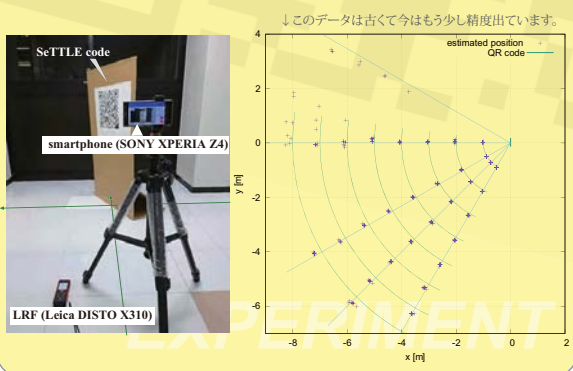 ↓このデータは古くて今はもう少し精度出ています。
SeTTLE code
smartphone (SONY XPERIA Z4)
LRF (Leica DISTO X310)
estimated position
QR code
4
2
0
-2
-4
-6
y [m]
-8 -6 -4 -2 0 2
x [m]
EXPERIMENT